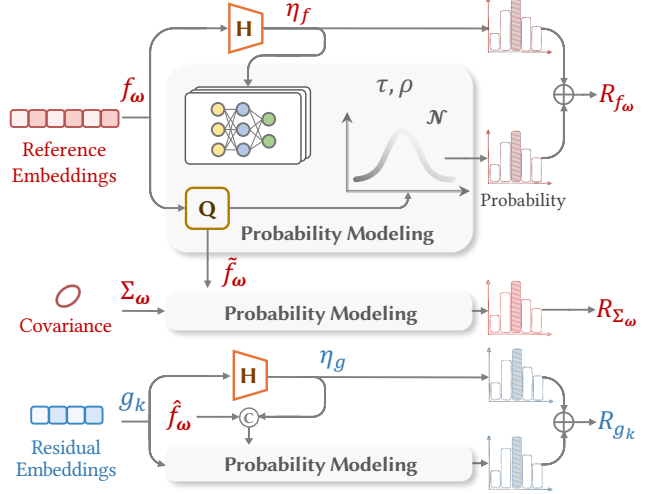 H
η_f
f_ω
τ, ρ
𝒩
R_{f_ω}
Reference
Embeddings
Q
Probability
Probability Modeling
f̃_ω
Σ_ω
Covariance
Probability Modeling
R_{Σ_ω}
H
η_g
g_k
f̂_ω
C
R_{g_k}
Residual
Embeddings
Probability Modeling